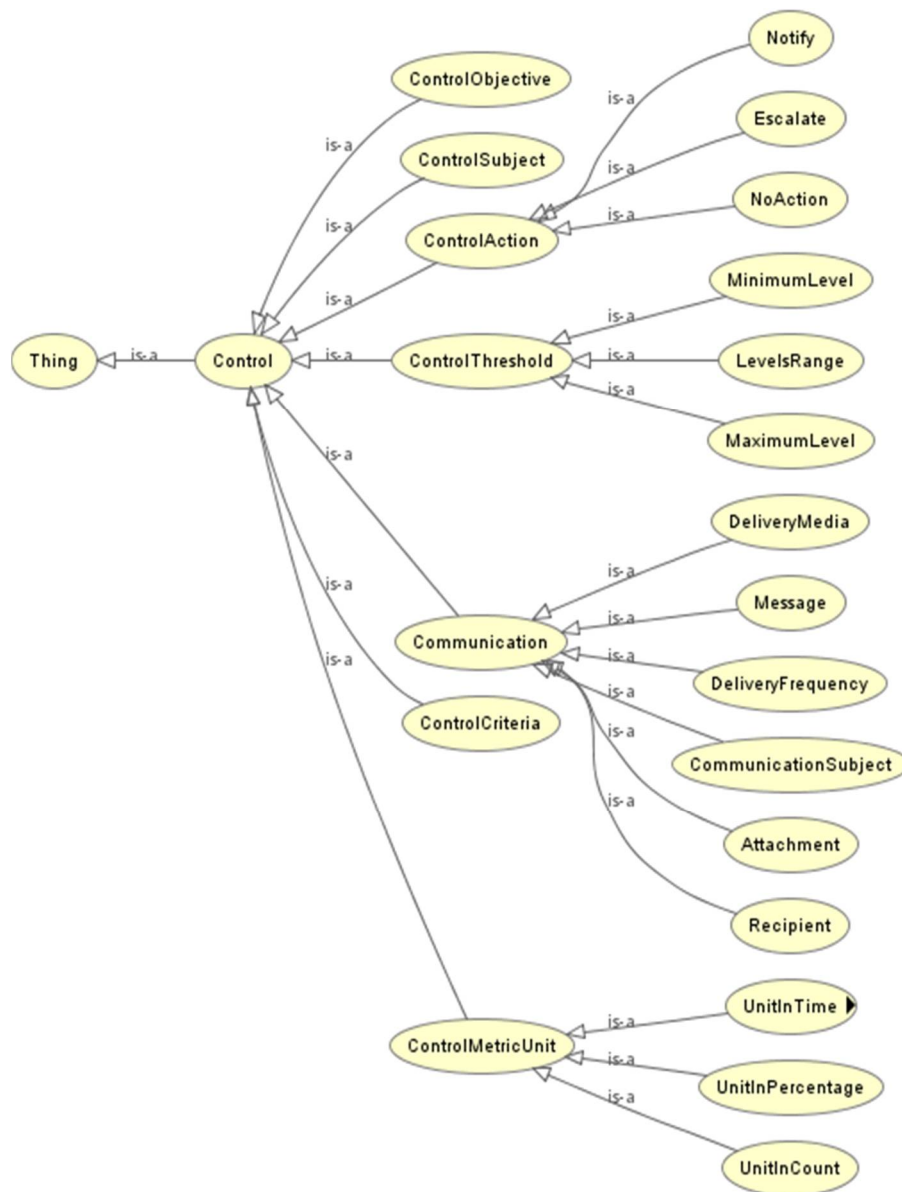 Notify
ControlObjective
is-a
Escalate
is-a
ControlSubject
is-a
NoAction
is-a
is-a
ControlAction
MinimumLevel
is-a
is-a
Thing
is-a
Control
is-a
ControlThreshold
is-a
LevelsRange
is-a
MaximumLevel
is-a
DeliveryMedia
is-a
is-a
Message
is-a
Communication
is-a
is-a
DeliveryFrequency
is-a
ControlCriteria
is-a
CommunicationSubject
is-a
Attachment
Recipient
UnitInTime
is-a
ControlMetricUnit
is-a
UnitInPercentage
is-a
UnitInCount